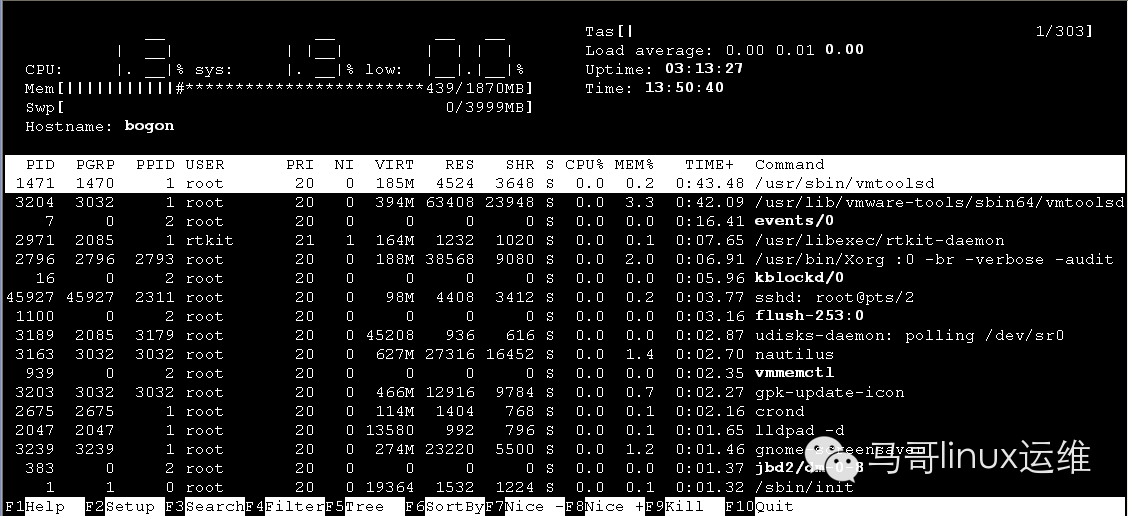 Tas[| 1/303]
Load average: 0.00 0.01 0.00
CPU: .2% sys: .9% low: 0.0%
Uptime: 03:13:27
Mem[|||||||||||#************************439/1870MB]
Time: 13:50:40
Swp[ 0/3999MB]
Hostname: bogon
PID PGRP PPID USER PRI NI VIRT RES SHR S CPU% MEM% TIME+ Command
1471 1470 1 root 20 0 185M 4524 3648 S 0.0 0.2 0:43.48 /usr/sbin/vmtoolsd
3204 3032 1 root 20 0 394M 63408 23948 S 0.0 3.3 0:42.09 /usr/lib/vmware-tools/sbin64/vmtoolsd
7 0 2 root 20 0 0 0 0 S 0.0 0.0 0:16.41 events/0
2971 2085 1 rtkit 21 1 164M 1232 1020 S 0.0 0.1 0:07.65 /usr/libexec/rtkit-daemon
2796 2796 2793 root 20 0 188M 38568 9080 S 0.0 2.0 0:06.91 /usr/bin/Xorg :0 -br -verbose -audit
16 0 2 root 20 0 0 0 0 S 0.0 0.0 0:05.96 kblockd/0
45927 45927 2311 root 20 0 98M 4408 3412 S 0.0 0.2 0:03.77 sshd: root@pts/2
1100 0 2 root 20 0 0 0 0 S 0.0 0.0 0:03.16 flush-253:0
3189 2085 3179 root 20 0 45208 936 616 S 0.0 0.0 0:02.87 udisks-daemon: polling /dev/sr0
3163 3032 3032 root 20 0 627M 27316 16452 S 0.0 1.4 0:02.70 nautilus
939 0 2 root 20 0 0 0 0 S 0.0 0.0 0:02.35 vmmemctl
3203 3032 3032 root 20 0 466M 12916 9784 S 0.0 0.7 0:02.27 gpk-update-icon
2675 2675 1 root 20 0 114M 1404 768 S 0.0 0.1 0:02.16 crond
2047 2047 1 root 20 0 13580 992 796 S 0.0 0.1 0:01.65 lldpad -d
3239 3239 1 root 20 0 274M 23220 5500 S 0.0 1.2 0:01.46 gnome-screensaver
383 0 2 root 20 0 0 0 0 S 0.0 0.0 0:01.37 jbd2/dm-0-8
1 1 0 root 20 0 19364 1532 1224 S 0.0 0.1 0:01.32 /sbin/init
马哥linux运维
F1Help F2Setup F3SearchF4FilterF5Tree F6SortByF7Nice -F8Nice +F9Kill F10Quit